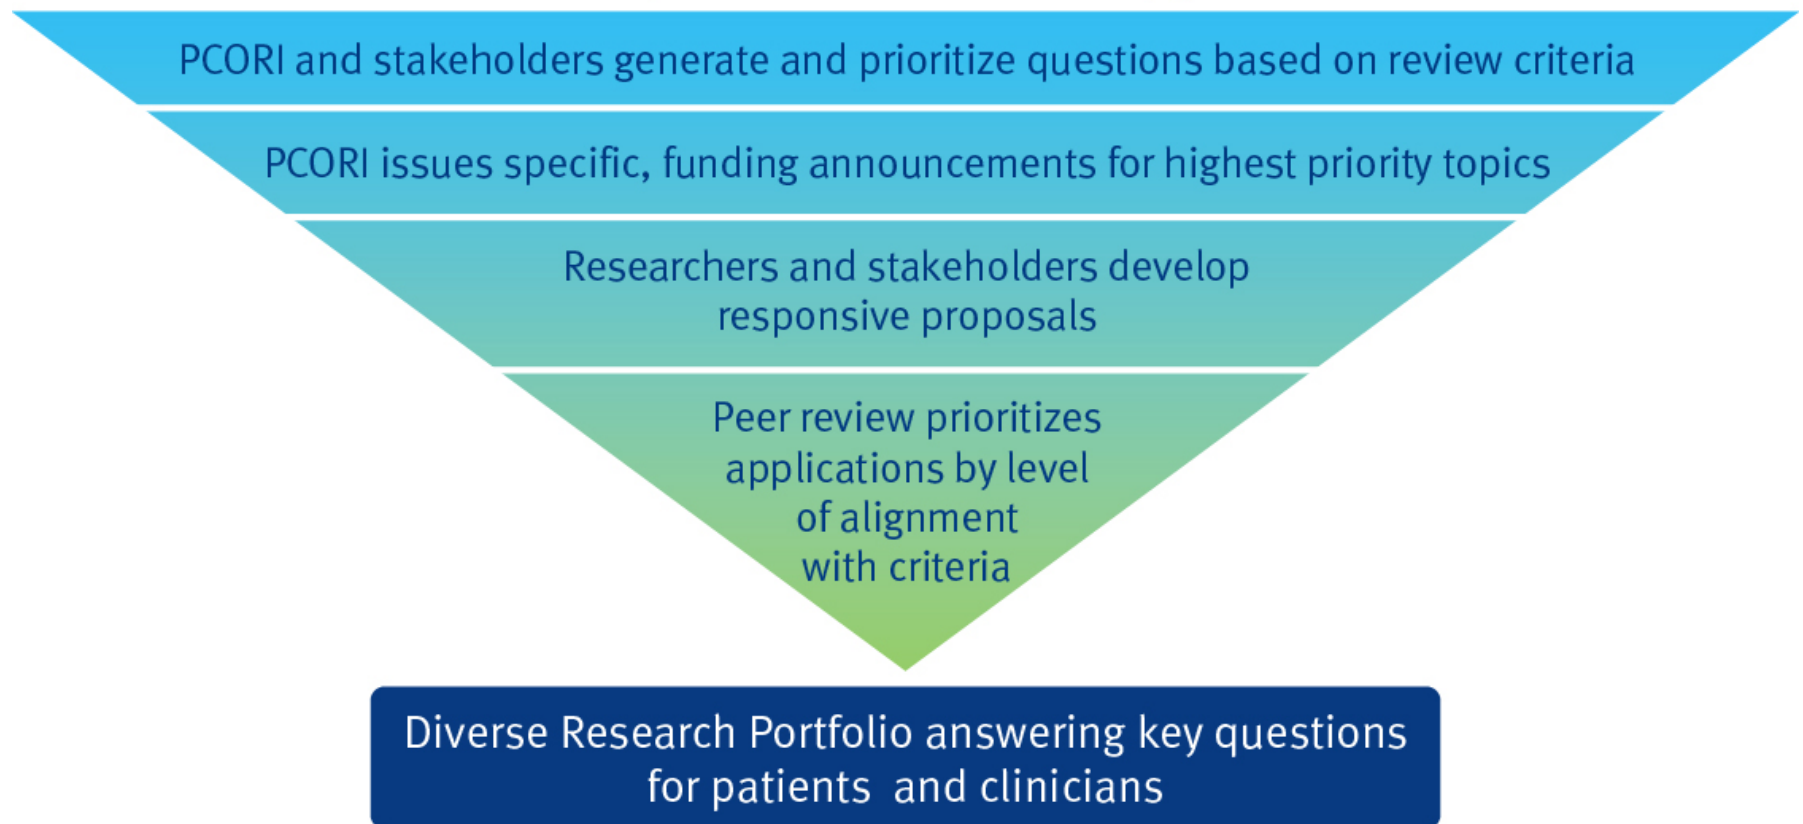 PCORI and stakeholders generate and prioritize questions based on review criteria
PCORI issues specific, funding announcements for highest priority topics
Researchers and stakeholders develop
responsive proposals
Peer review prioritizes
applications by level
of alignment
with criteria
Diverse Research Portfolio answering key questions
for patients  and clinicians